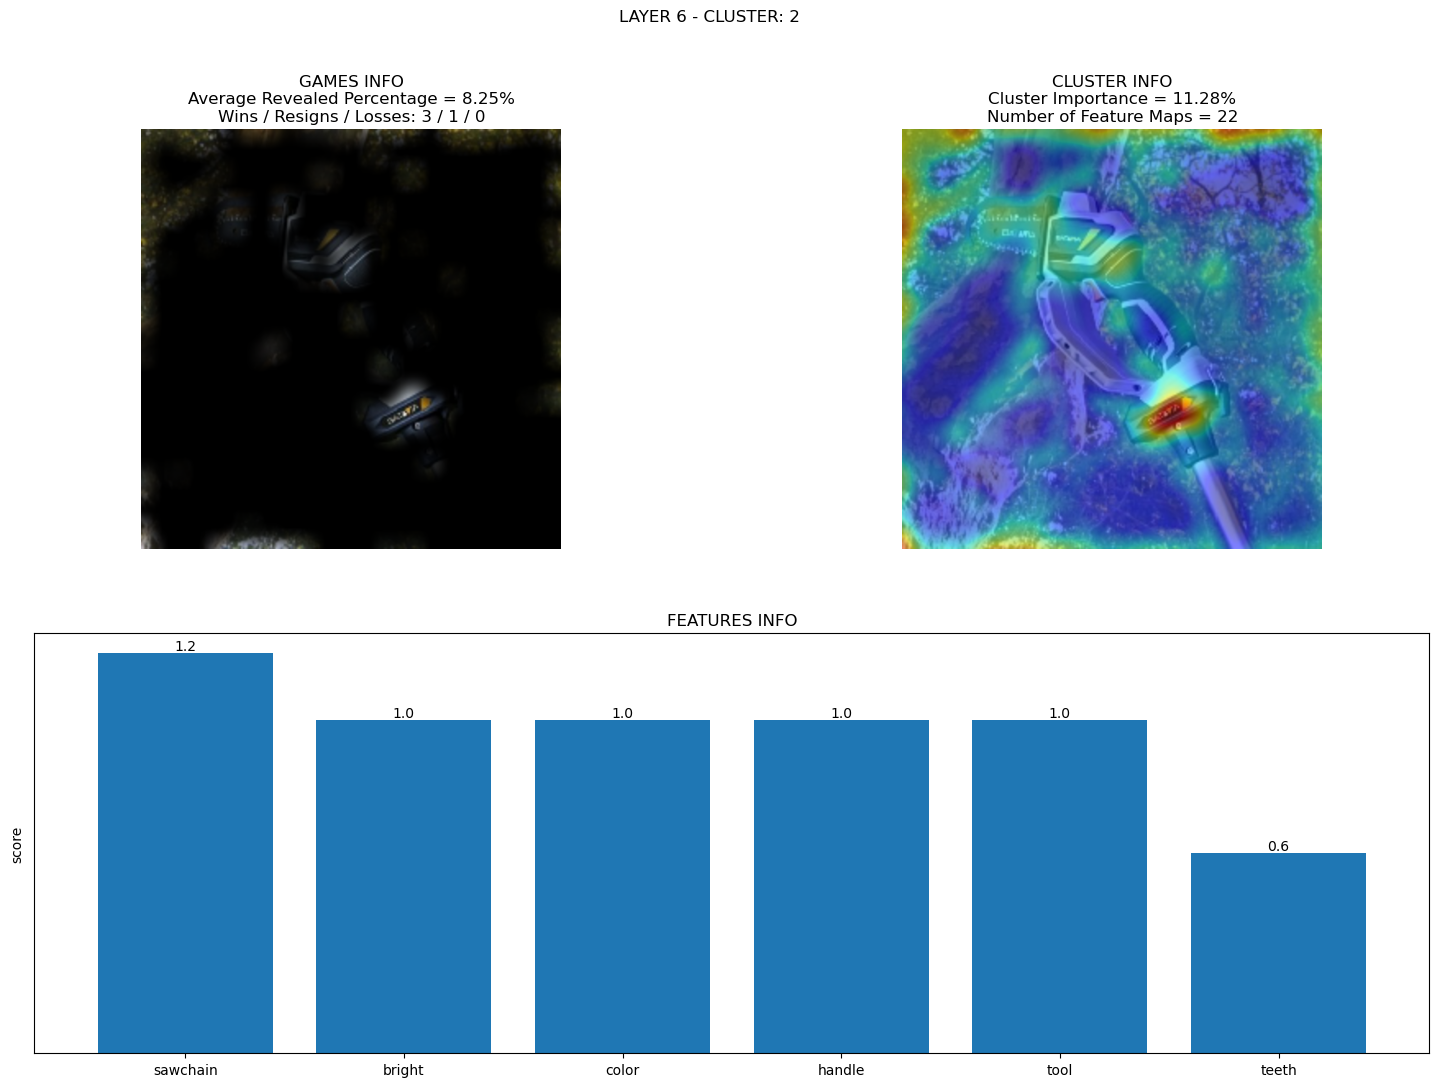 LAYER 6 - CLUSTER: 2
GAMES INFO
Average Revealed Percentage = 8.25%
Wins / Resigns / Losses: 3 / 1 / 0
CLUSTER INFO
Cluster Importance = 11.28%
Number of Feature Maps = 22
FEATURES INFO
score
1.2
1.0
1.0
1.0
1.0
0.6
sawchain
bright
color
handle
tool
teeth